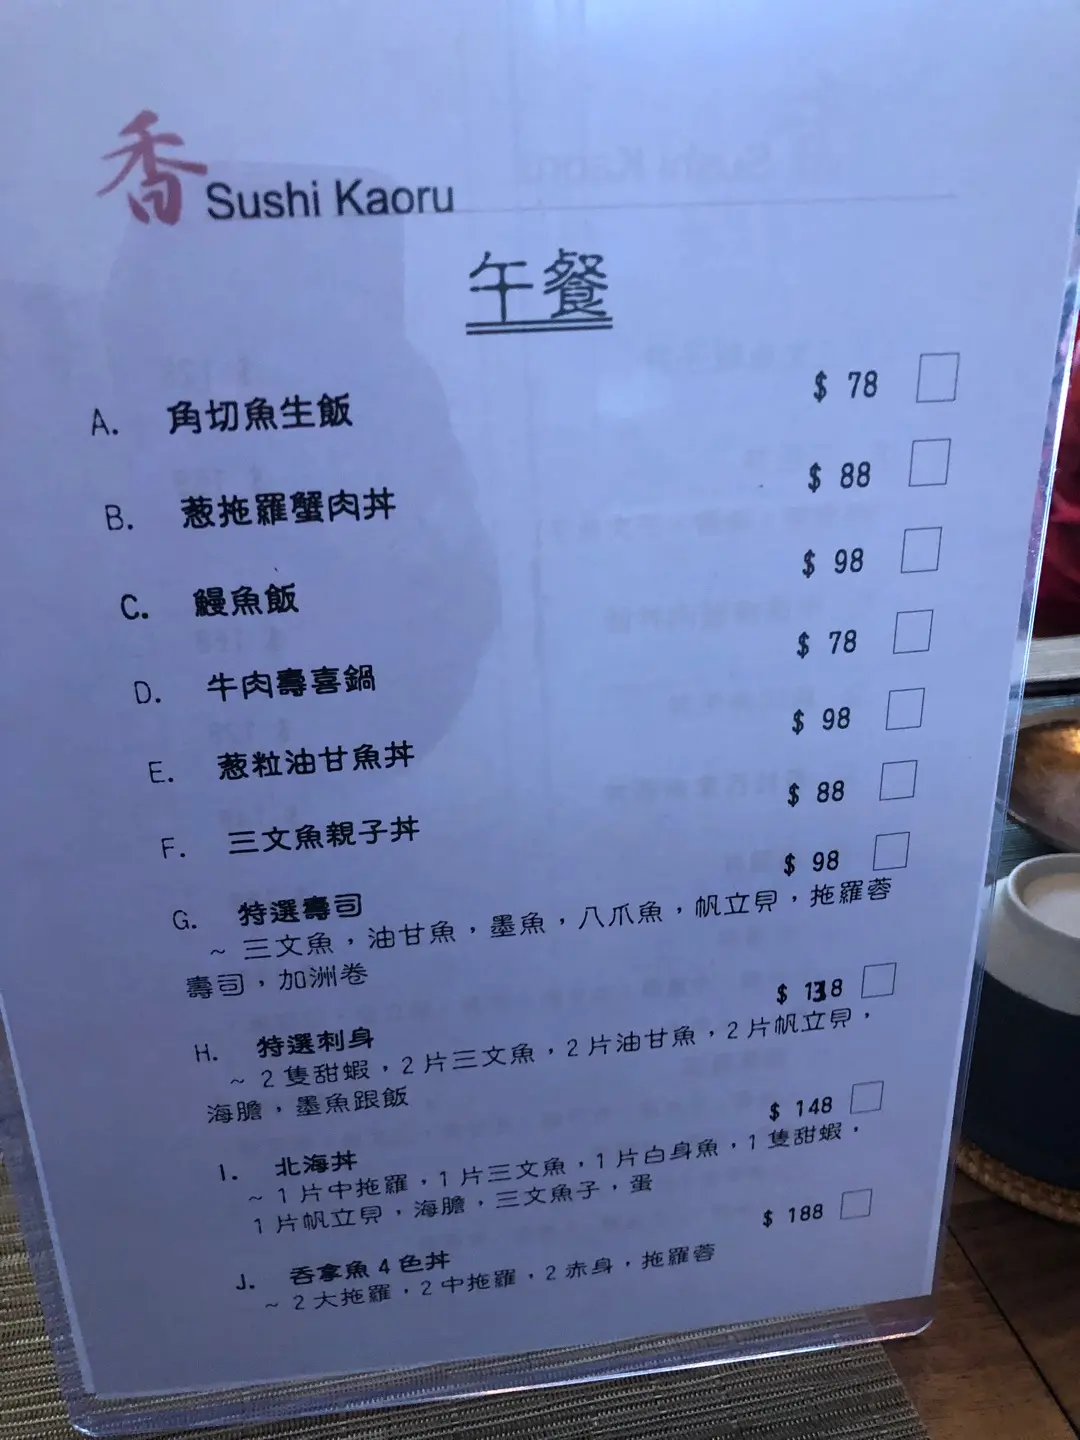 香 Sushi Kaoru
午餐
A. 角切魚生飯 $ 78
B. 葱拖羅蟹肉丼 $ 88
C. 鰻魚飯 $ 98
D. 牛肉壽喜鍋 $ 78
E. 葱粒油甘魚丼 $ 98
F. 三文魚親子丼 $ 88
G. 特選壽司 $ 98
~ 三文魚，油甘魚，墨魚，八爪魚，帆立貝，拖羅蓉
壽司，加洲卷
H. 特選刺身 $ 138
~ 2隻甜蝦，2片三文魚，2片油甘魚，2片帆立貝，
海膽，墨魚跟飯
I. 北海丼 $ 148
~ 1片中拖羅，1片三文魚，1片白身魚，1隻甜蝦，
1片帆立貝，海膽，三文魚子，蛋
J. 吞拿魚4色丼 $ 188
~ 2大拖羅，2中拖羅，2赤身，拖羅蓉